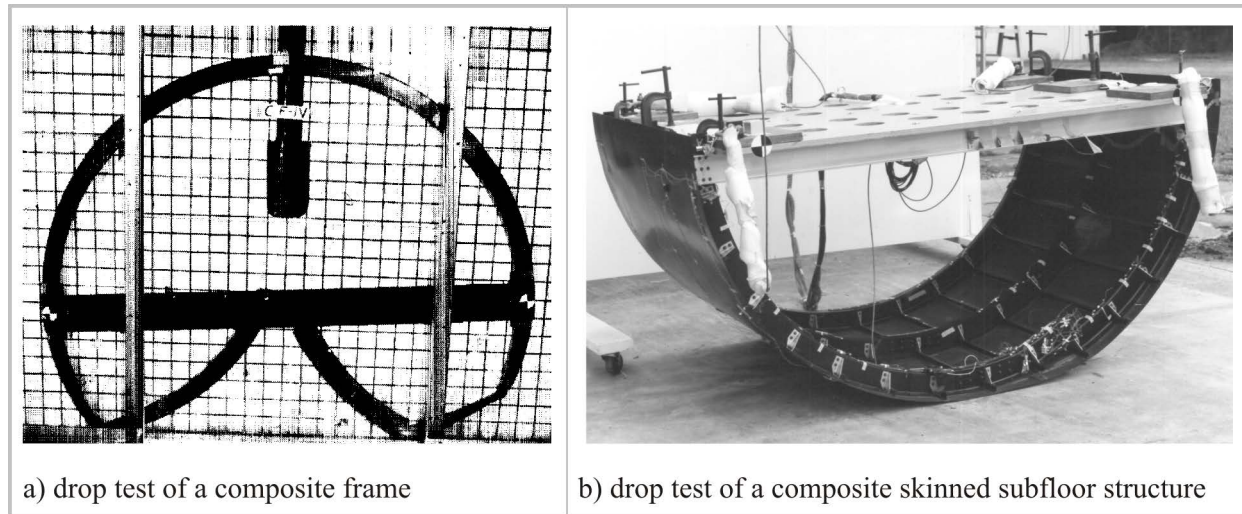 a) drop test of a composite frame
b) drop test of a composite skinned subfloor structure